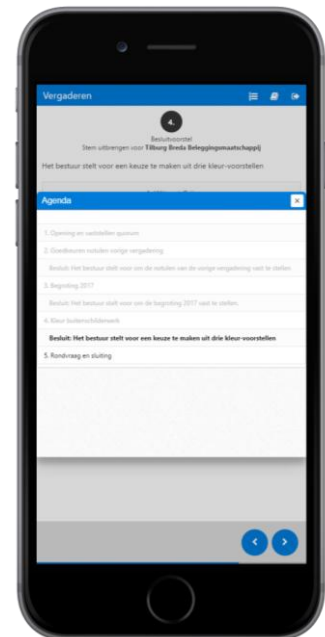 Vergaderen
4.
Besluitvoorstel
Stem uitbrengen voor Tilburg Breda Beleggingsmaatschappij
Het bestuur stelt voor een keuze te maken uit drie kleur-voorstellen
Agenda
1. Opening en vaststellen quorum
2. Goedkeuren notulen vorige vergadering
Besluit: Het bestuur stelt voor om de notulen van de vorige vergadering vast te stellen
3. Begroting 2017
Besluit: Het bestuur stelt voor om de begroting 2017 vast te stellen.
4. Kleur
Besluit: Het bestuur stelt voor een keuze te maken uit drie kleur-voorstellen
5. Rondvraag en sluiting